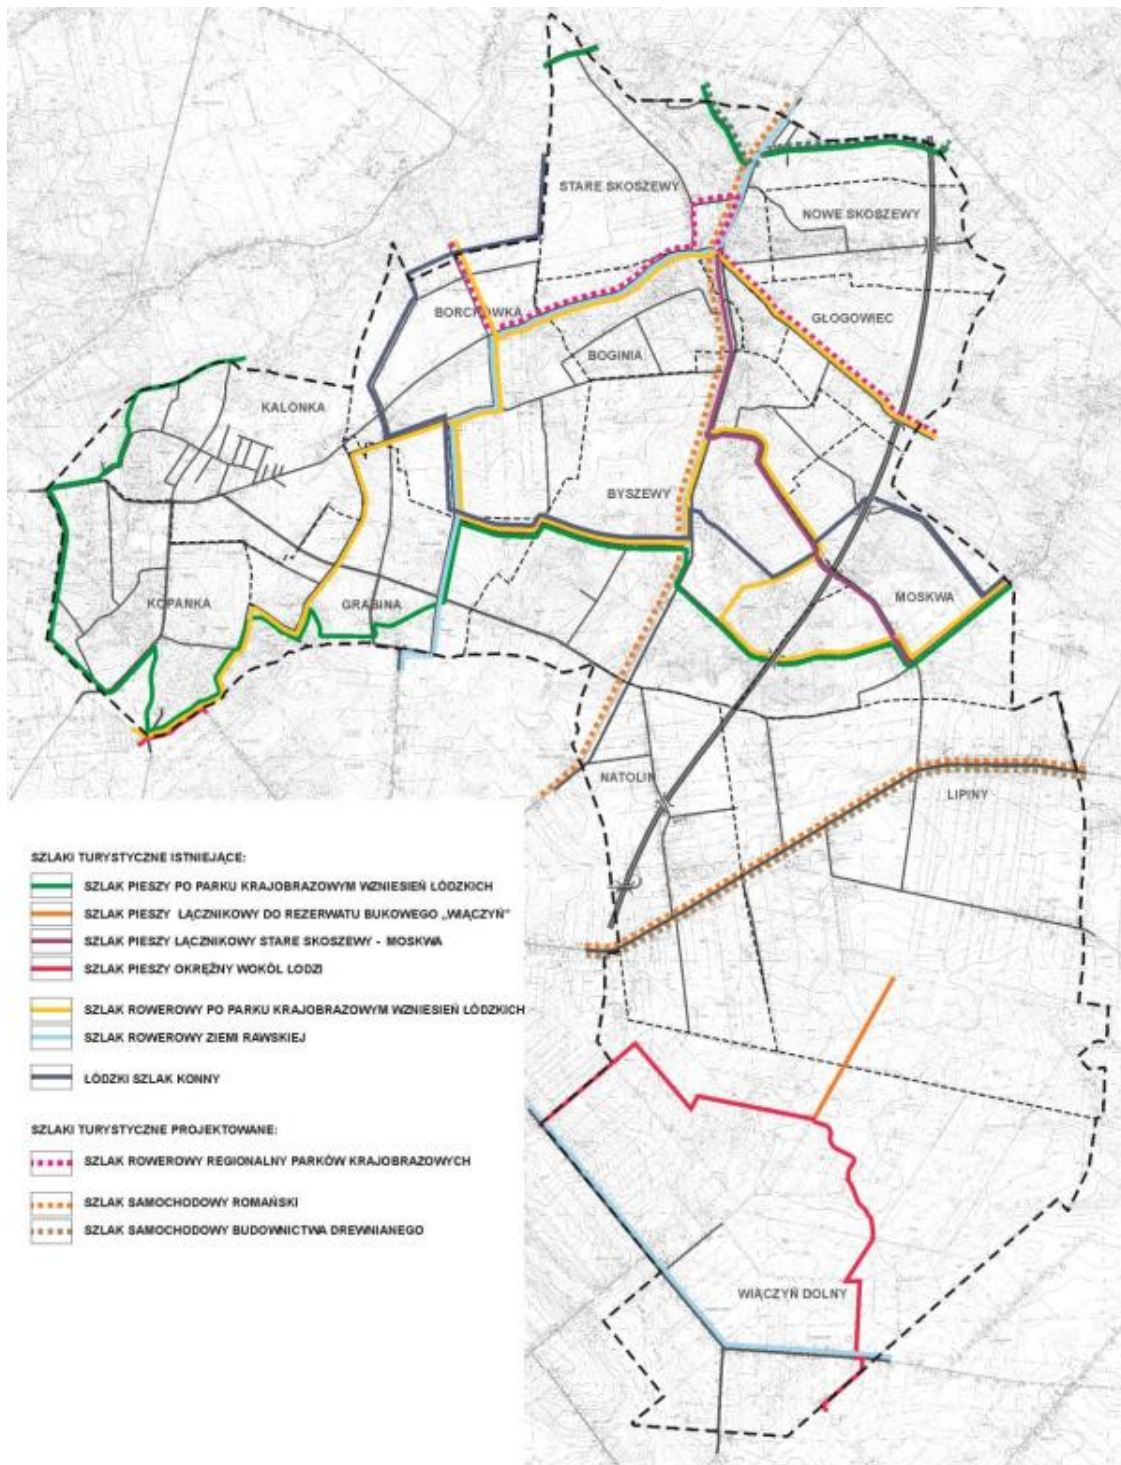 STARE SKOSZEWY
NOWE SKOSZEWY
BORCHÓWKA
GŁOGOWIEC
BOGINIA
KALONKA
BYSZEWY
KOPANKA
GRABINA
MOSKWA
NATOLIN
LIPINY
SZLAKI TURYSTYCZNE ISTNIEJĄCE:
SZLAK PIESZY PO PARKU KRAJOBRAZOWYM WZNIESIEŃ ŁÓDZKICH
SZLAK PIESZY ŁĄCZNIKOWY DO REZERWATU BUKOWEGO „WIĄCZYŃ"
SZLAK PIESZY ŁĄCZNIKOWY STARE SKOSZEWY - MOSKWA
SZLAK PIESZY OKRĘŻNY WOKÓŁ ŁODZI
SZLAK ROWEROWY PO PARKU KRAJOBRAZOWYM WZNIESIEŃ ŁÓDZKICH
SZLAK ROWEROWY ZIEMI RAWSKIEJ
ŁÓDZKI SZLAK KONNY
SZLAKI TURYSTYCZNE PROJEKTOWANE:
SZLAK ROWEROWY REGIONALNY PARKÓW KRAJOBRAZOWYCH
SZLAK SAMOCHODOWY ROMAŃSKI
SZLAK SAMOCHODOWY BUDOWNICTWA DREWNIANEGO
WIĄCZYŃ DOLNY